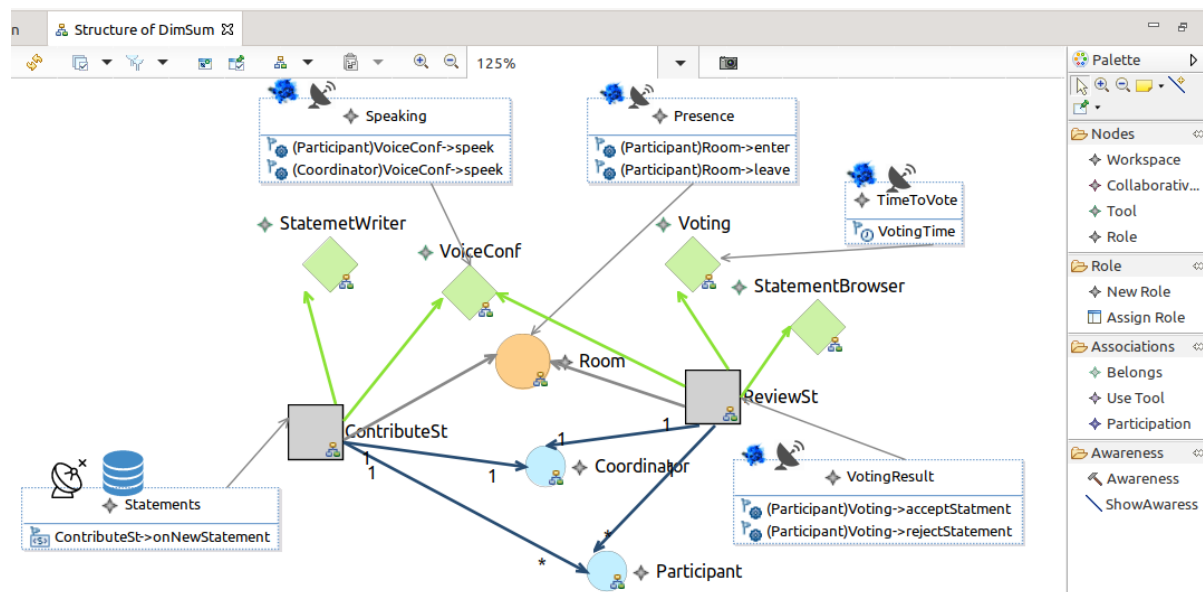 n
Structure of DimSum
125%
Palette
Nodes
Workspace
Collaborativ...
Tool
Role
Role
New Role
Assign Role
Associations
Belongs
Use Tool
Participation
Awareness
Awareness
ShowAwaress
Speaking
(Participant)VoiceConf->speek
(Coordinator)VoiceConf->speek
Presence
(Participant)Room->enter
(Participant)Room->leave
TimeToVote
VotingTime
StatemetWriter
VoiceConf
Voting
StatementBrowser
Room
ReviewSt
ContributeSt
1
1
1
1
1
1
Coordinator
*
*
Participant
Statements
ContributeSt->onNewStatement
VotingResult
(Participant)Voting->acceptStatment
(Participant)Voting->rejectStatement